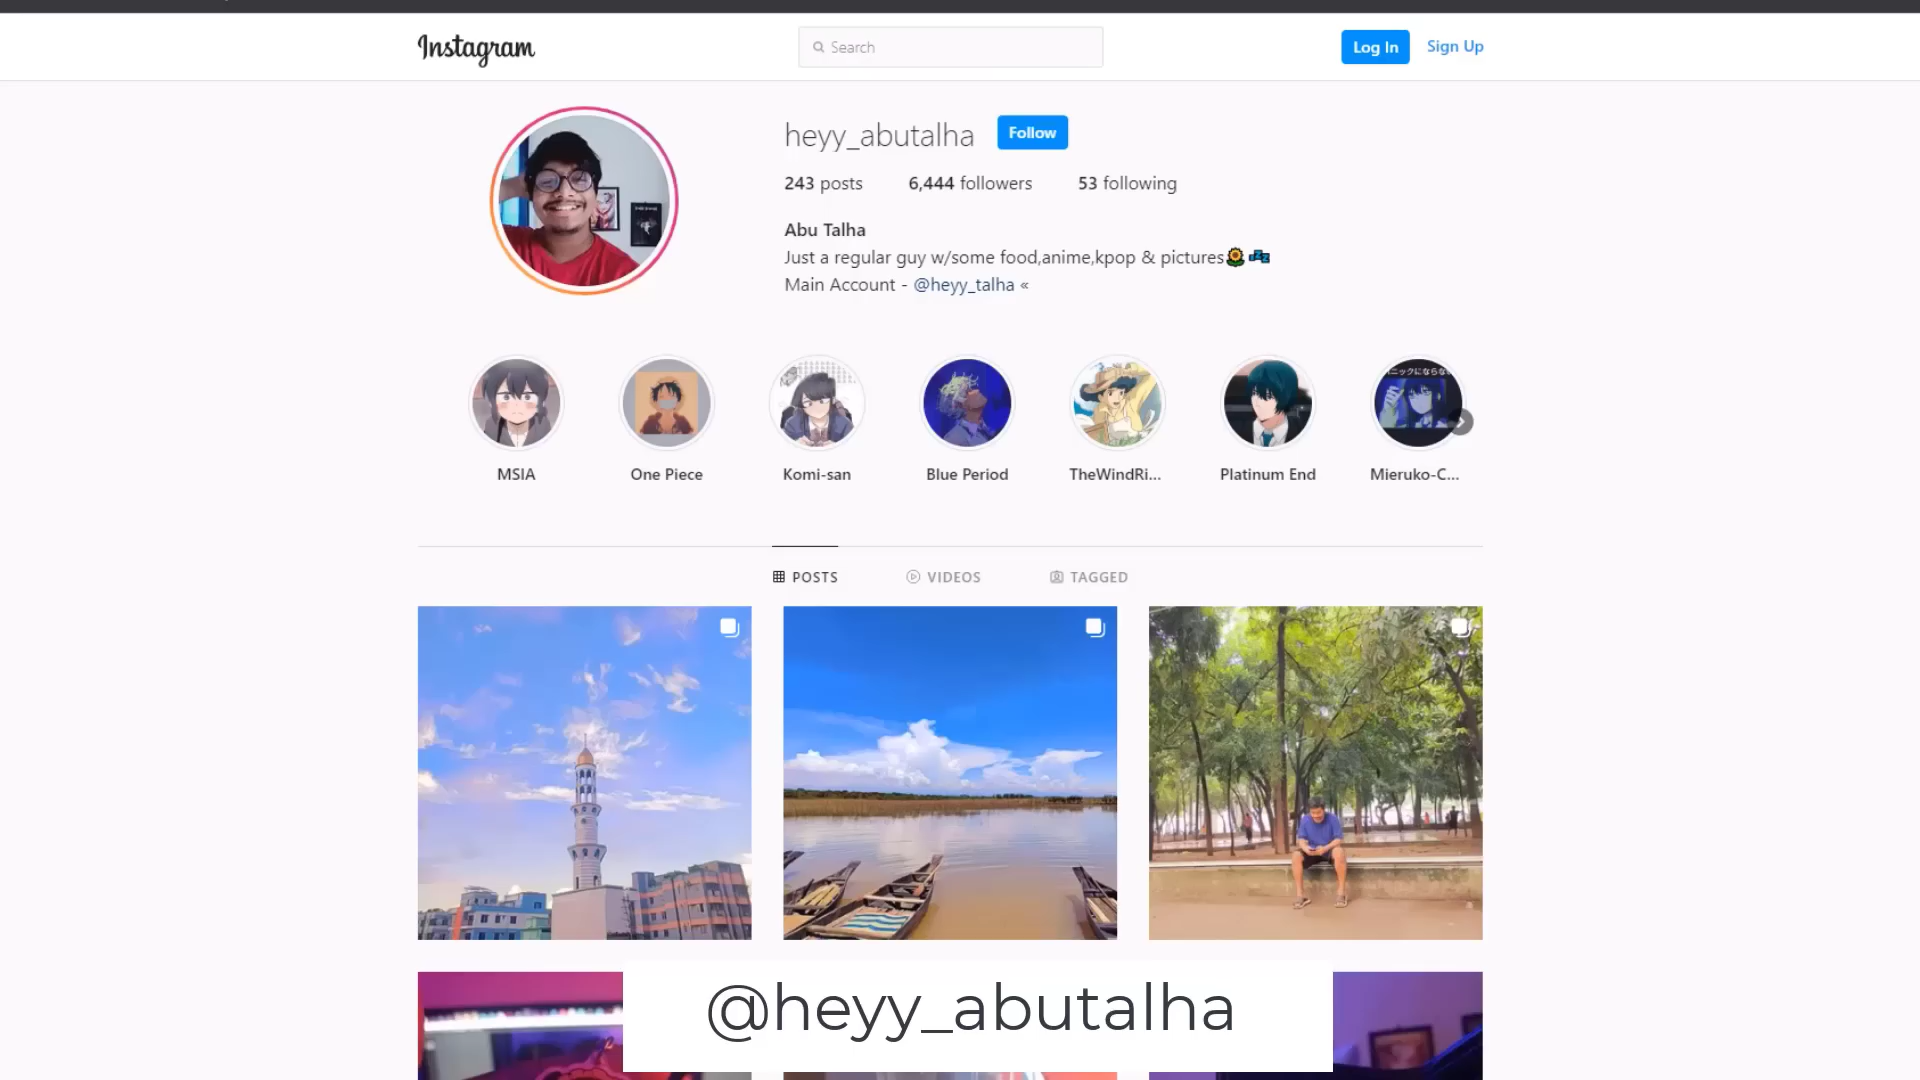 Instagram
Search
Log In
Sign Up
heyy_abutalha
Follow
243 posts
6,444 followers
53 following
Abu Talha
Just a regular guy w/some food,anime,kpop & pictures🌻💤
Main Account - @heyy_talha «
MSIA
One Piece
Komi-san
Blue Period
TheWindRi...
Platinum End
Mieruko-C...
POSTS
VIDEOS
TAGGED
@heyy_abutalha